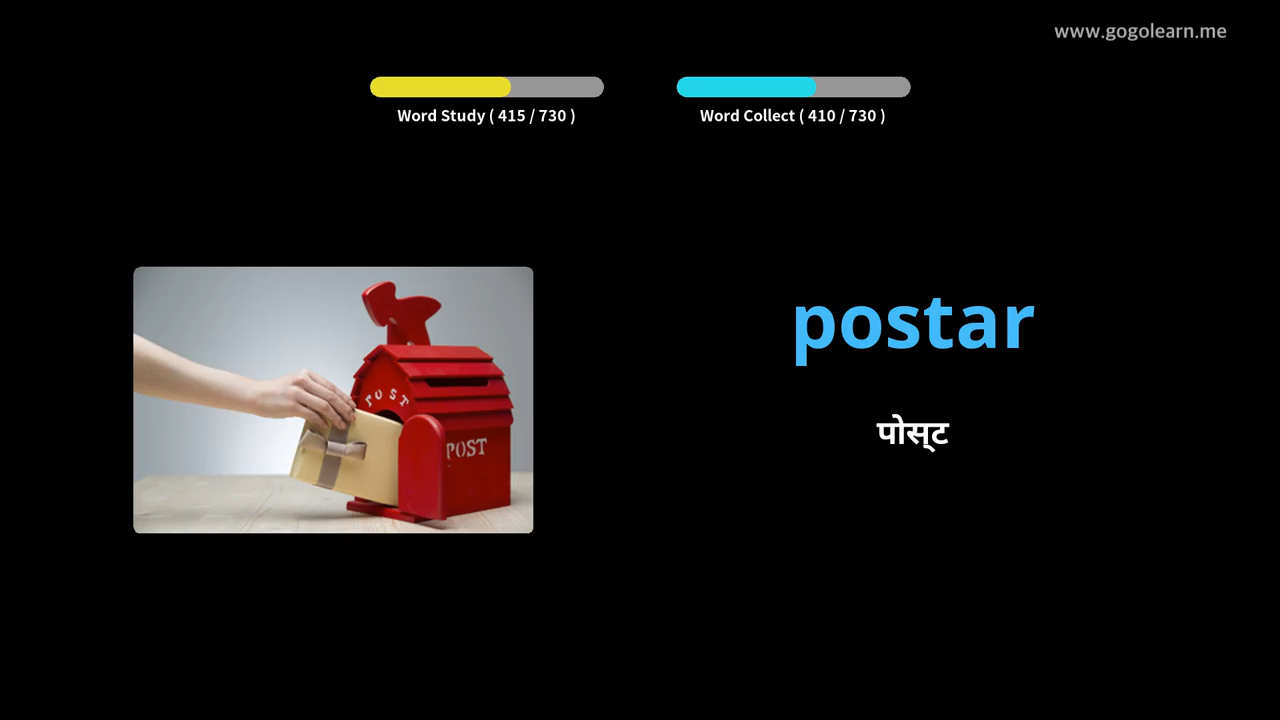 www.gogolearn.me
Word Study ( 415 / 730 )
Word Collect ( 410 / 730 )
POST
POST
postar
पोस्ट